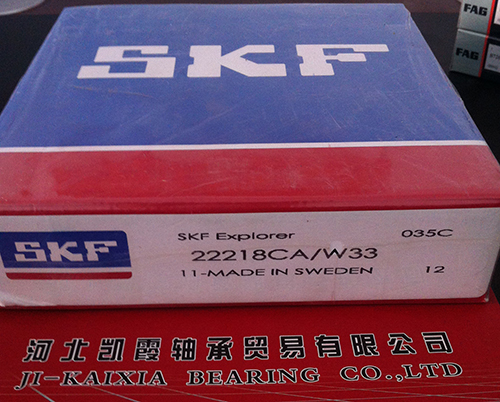 SKF
FAG
FAG
SKF
SKF Explorer
035C
22218CA/W33
11-MADE IN SWEDEN
12
河北凯霞轴承贸易有限公司
JI-KAIXIA BEARING CO.,LTD